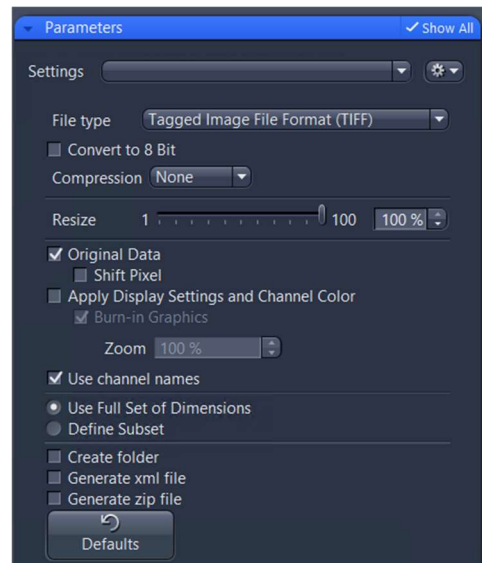 Parameters Show All
Settings
File type Tagged Image File Format (TIFF)
Convert to 8 Bit
Compression None
Resize 1 100 100 %
Original Data
Shift Pixel
Apply Display Settings and Channel Color
Burn-in Graphics
Zoom 100 %
Use channel names
Use Full Set of Dimensions
Define Subset
Create folder
Generate xml file
Generate zip file
Defaults